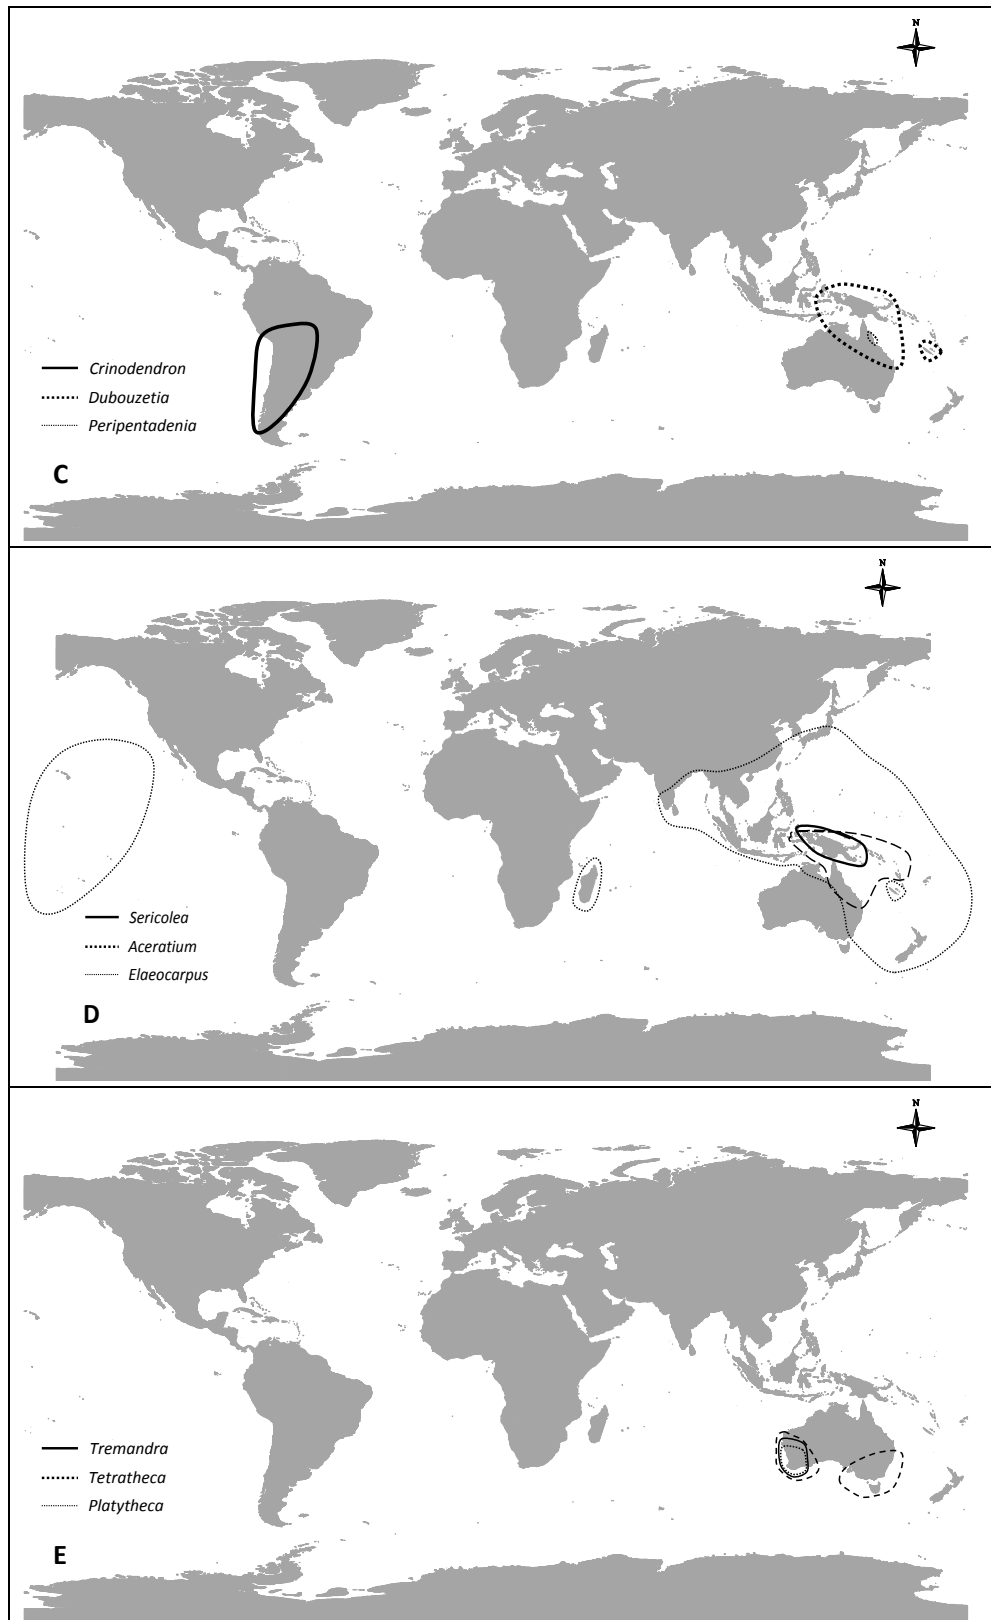 N
Crinodendron
Dubouzetia
Peripentadenia
C
N
Sericolea
Aceratium
Elaeocarpus
D
N
Tremandra
Tetratheca
Platytheca
E